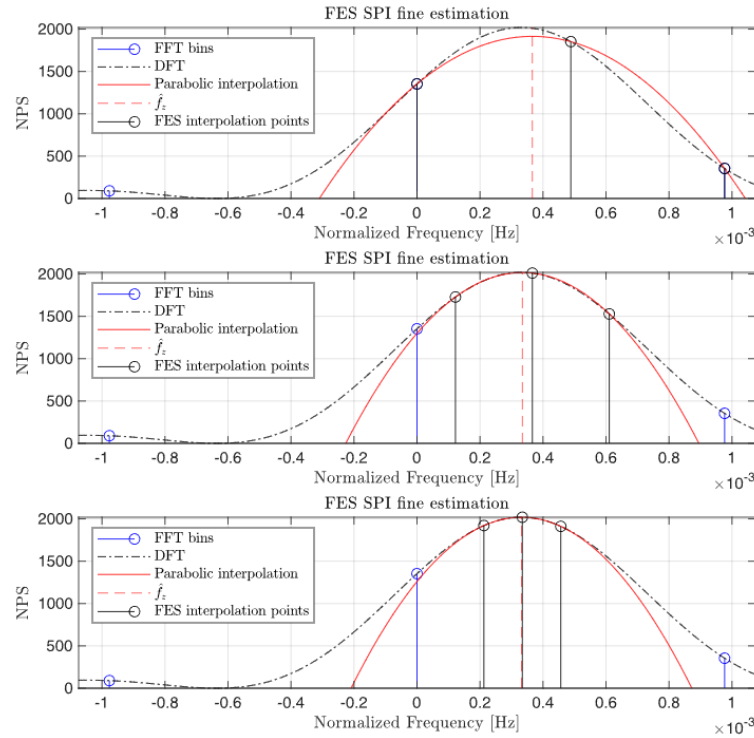 FES SPI fine estimation
2000
1500
1000
500
0
NPS
FFT bins
DFT
Parabolic interpolation
f̂_z
FES interpolation points
-1 -0.8 -0.6 -0.4 -0.2 0 0.2 0.4 0.6 0.8 1
Normalized Frequency [Hz]
×10⁻³
FES SPI fine estimation
2000
1500
1000
500
0
NPS
FFT bins
DFT
Parabolic interpolation
f̂_z
FES interpolation points
-1 -0.8 -0.6 -0.4 -0.2 0 0.2 0.4 0.6 0.8 1
Normalized Frequency [Hz]
×10⁻³
FES SPI fine estimation
2000
1500
1000
500
0
NPS
FFT bins
DFT
Parabolic interpolation
f̂_z
FES interpolation points
-1 -0.8 -0.6 -0.4 -0.2 0 0.2 0.4 0.6 0.8 1
Normalized Frequency [Hz]
×10⁻³